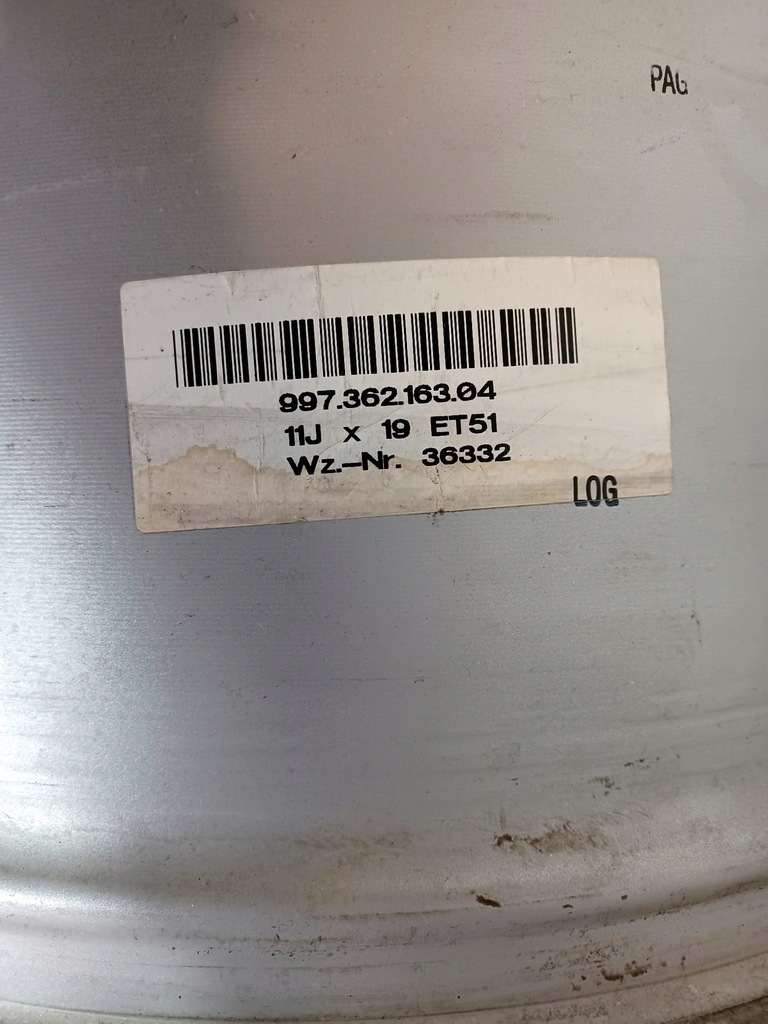 PAG
997.362.163.04
11J x 19 ET51
Wz.-Nr. 36332
LOG